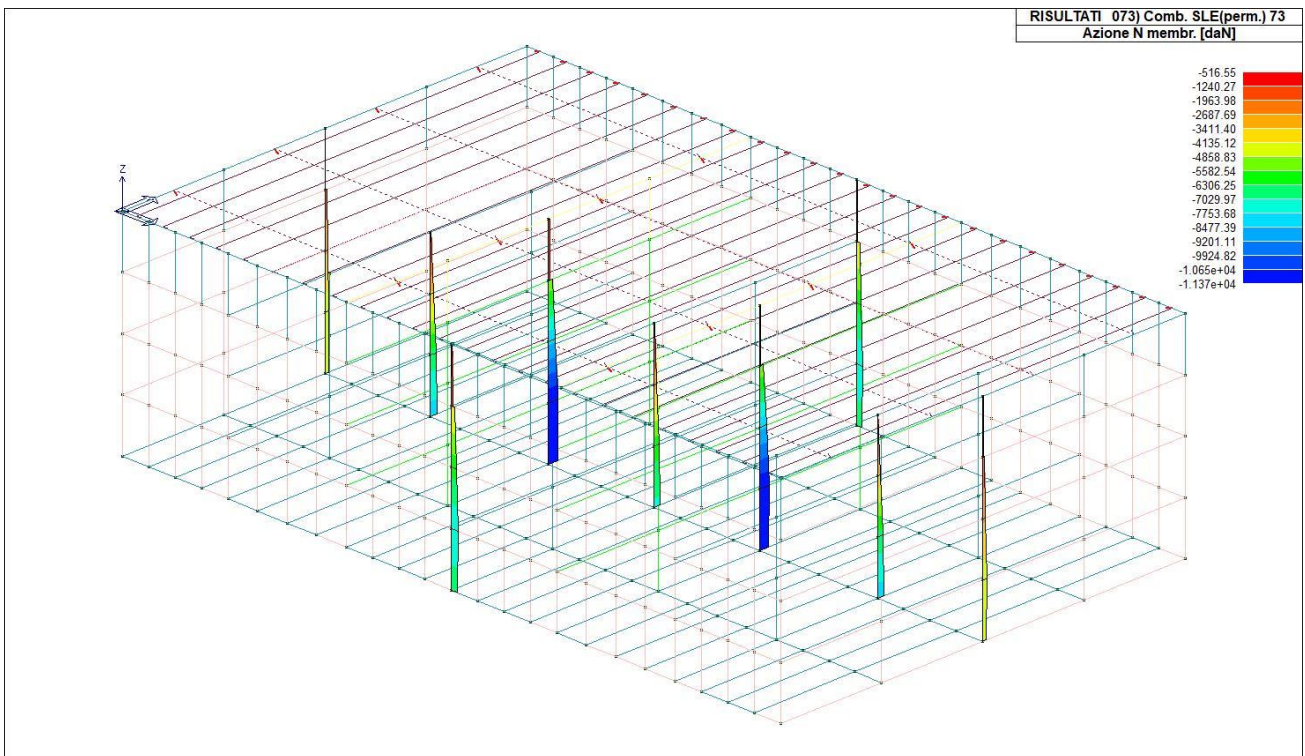 RISULTATI 073) Comb. SLE(perm.) 73
Azione N membr. [daN]
-516.55
-1240.27
-1963.98
-2687.69
-3411.40
-4135.12
-4858.83
-5582.54
-6306.25
-7029.97
-7753.68
-8477.39
-9201.11
-9924.82
-1.065e+04
-1.137e+04
Z